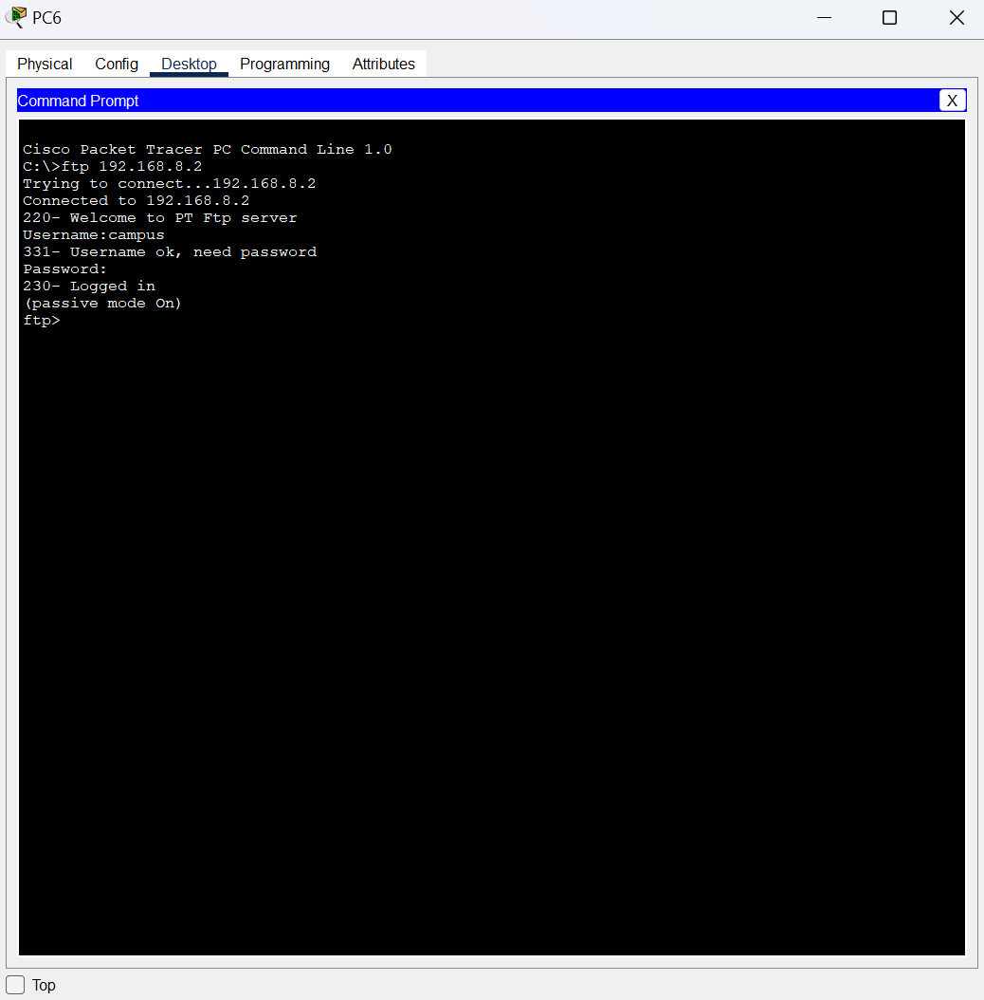 PC6
Physical Config Desktop Programming Attributes
Command Prompt
X
Cisco Packet Tracer PC Command Line 1.0
C:\>ftp 192.168.8.2
Trying to connect...192.168.8.2
Connected to 192.168.8.2
220- Welcome to PT Ftp server
Username:campus
331- Username ok, need password
Password:
230- Logged in
(passive mode On)
ftp>
Top